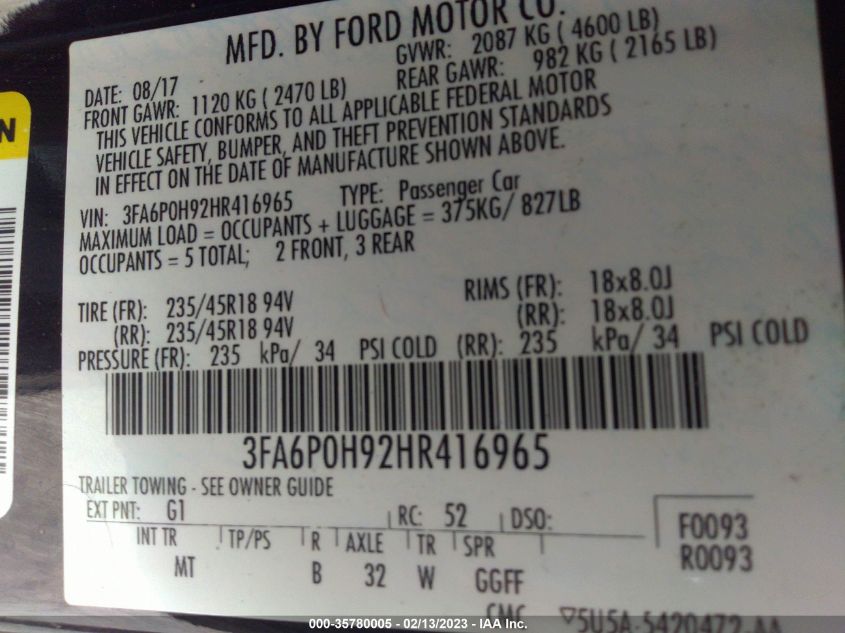 MFD. BY FORD MOTOR CO.
DATE: 08/17 GVWR: 2087 KG ( 4600 LB)
FRONT GAWR: 1120 KG ( 2470 LB) REAR GAWR: 982 KG ( 2165 LB)
THIS VEHICLE CONFORMS TO ALL APPLICABLE FEDERAL MOTOR
VEHICLE SAFETY, BUMPER, AND THEFT PREVENTION STANDARDS
IN EFFECT ON THE DATE OF MANUFACTURE SHOWN ABOVE.
VIN: 3FA6P0H92HR416965 TYPE: Passenger Car
MAXIMUM LOAD = OCCUPANTS + LUGGAGE = 375KG/ 827LB
OCCUPANTS = 5 TOTAL; 2 FRONT, 3 REAR
TIRE (FR): 235/45R18 94V RIMS (FR): 18x8.0J
(RR): 235/45R18 94V (RR): 18x8.0J
PRESSURE (FR): 235 kPa/ 34 PSI COLD (RR): 235 kPa/ 34 PSI COLD
3FA6P0H92HR416965
TRAILER TOWING - SEE OWNER GUIDE
EXT PNT: G1 RC: 52 DSO: F0093
INT TR TP/PS R AXLE TR SPR R0093
MT B 32 W GGFF
CMC 5U5A-5420472-AA
N
000-35780005 - 02/13/2023 - IAA Inc.